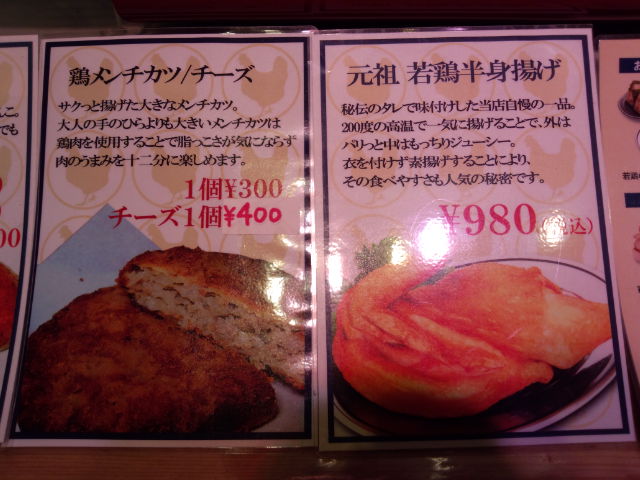 鶏メンチカツ/チーズ
サクっと揚げた大きなメンチカツ。
大人の手のひらよりも大きいメンチカツは
鶏肉を使用することで脂っこさが気にならず
肉のうまみを十二分に楽しめます。
1個¥300
チーズ1個¥400
元祖 若鶏半身揚げ
秘伝のタレで味付けした当店自慢の一品。
200度の高温で一気に揚げることで、外は
パリっと中はもっちりジューシー。
衣を付けず素揚げすることにより、
その食べやすさも人気の秘密です。
¥980(税込)